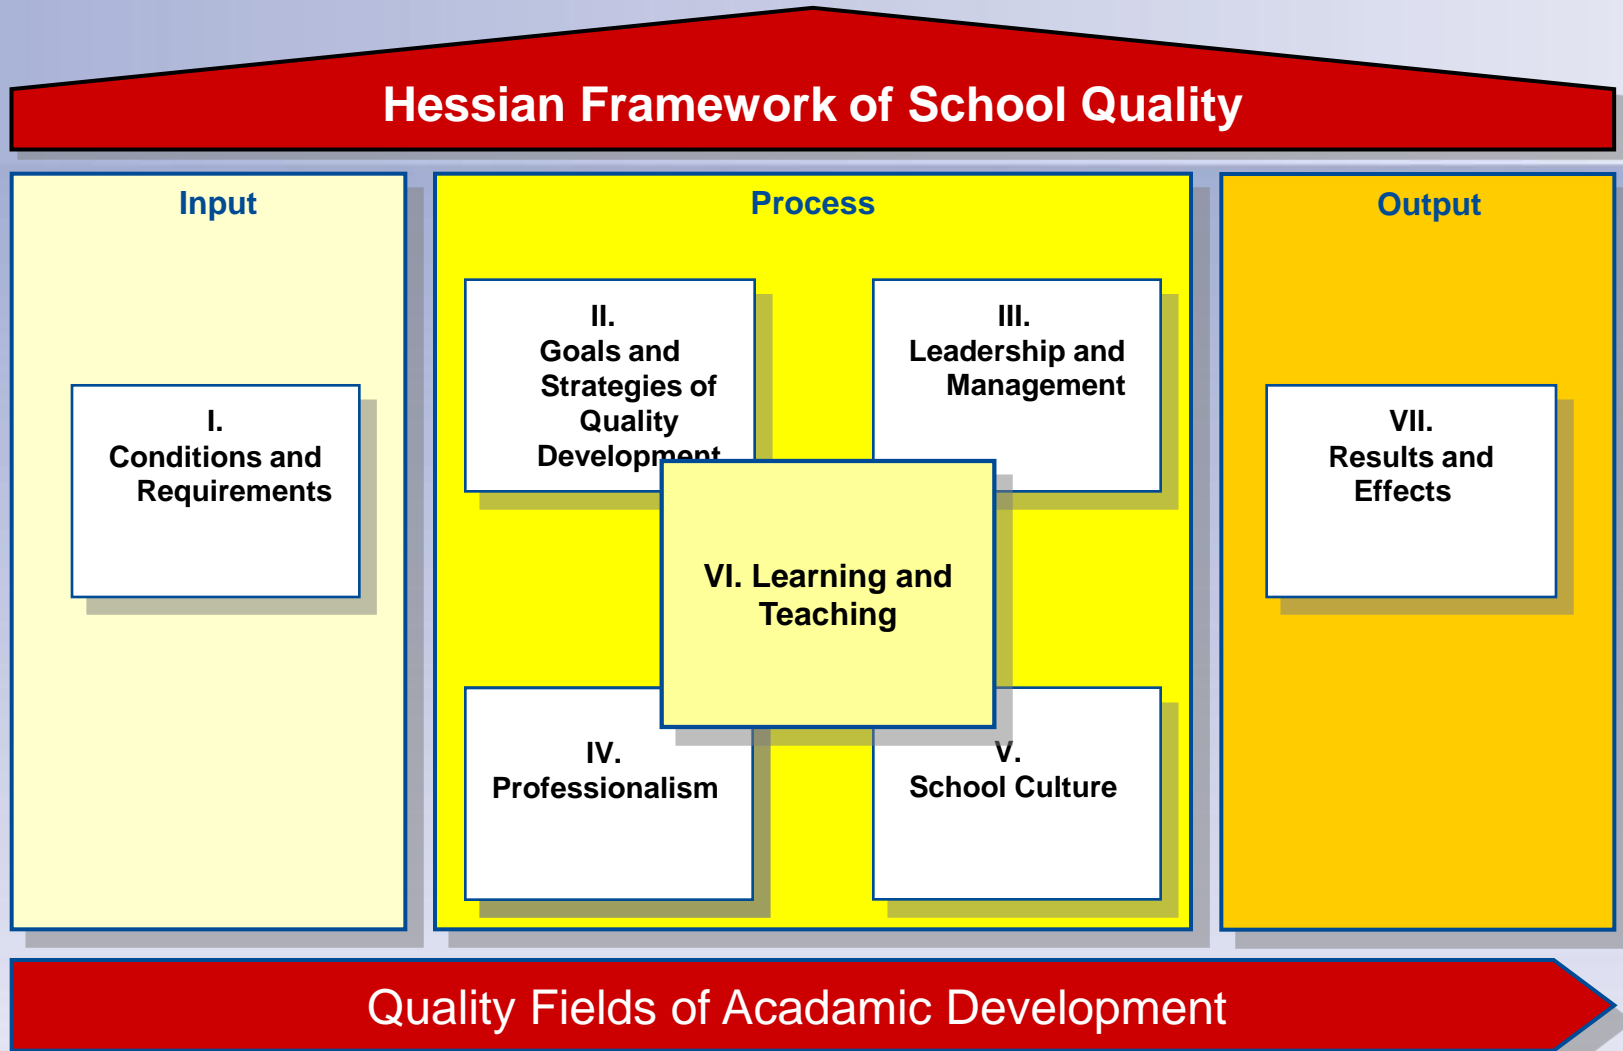 Hessian Framework of School Quality
Input
I.
Conditions and
Requirements
Process
II.
Goals and
Strategies of
Quality
Development
III.
Leadership and
Management
VI. Learning and
Teaching
IV.
Professionalism
V.
School Culture
Output
VII.
Results and
Effects
Quality Fields of Acadamic Development